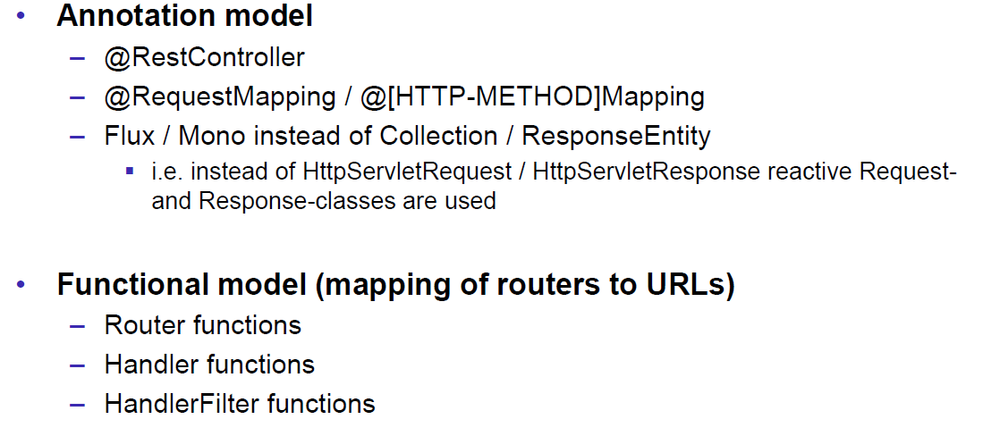 • Annotation model
– @RestController
– @RequestMapping / @[HTTP-METHOD]Mapping
– Flux / Mono instead of Collection / ResponseEntity
▪ i.e. instead of HttpServletRequest / HttpServletResponse reactive Request-
and Response-classes are used
• Functional model (mapping of routers to URLs)
– Router functions
– Handler functions
– HandlerFilter functions